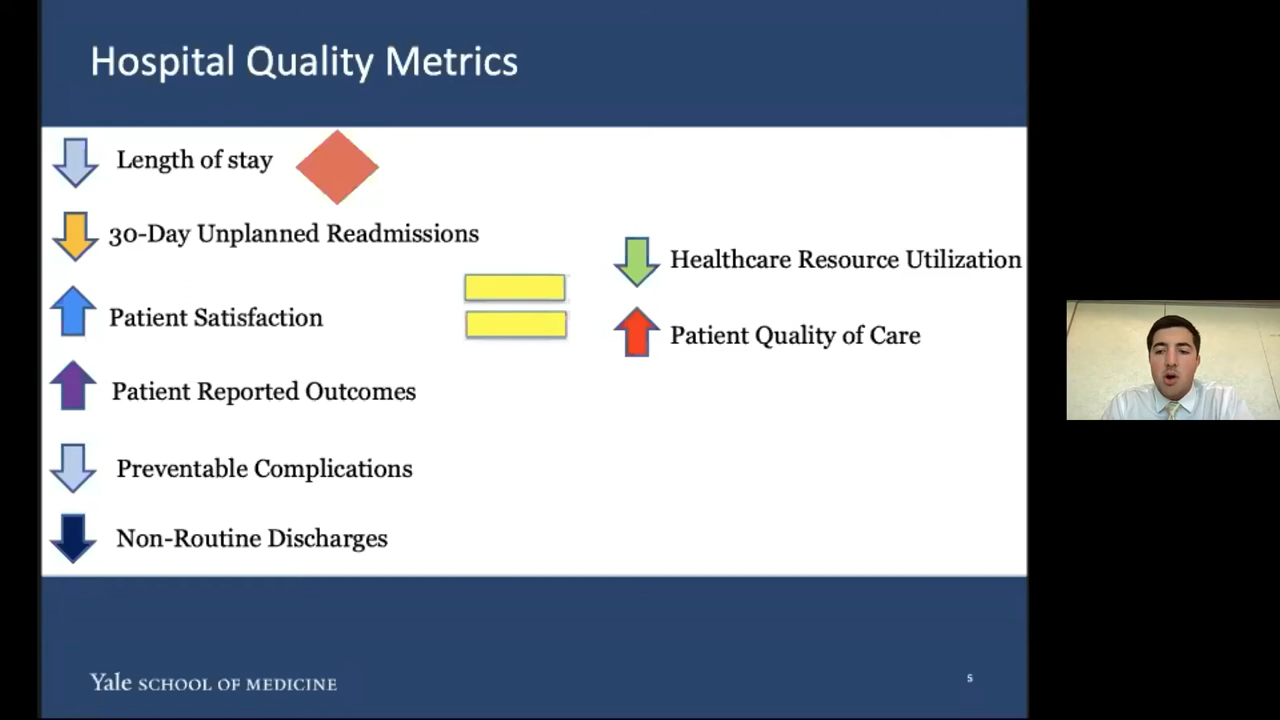 Hospital Quality Metrics
Length of stay
30-Day Unplanned Readmissions
Patient Satisfaction
Patient Reported Outcomes
Preventable Complications
Non-Routine Discharges
Healthcare Resource Utilization
Patient Quality of Care
Yale SCHOOL OF MEDICINE
5